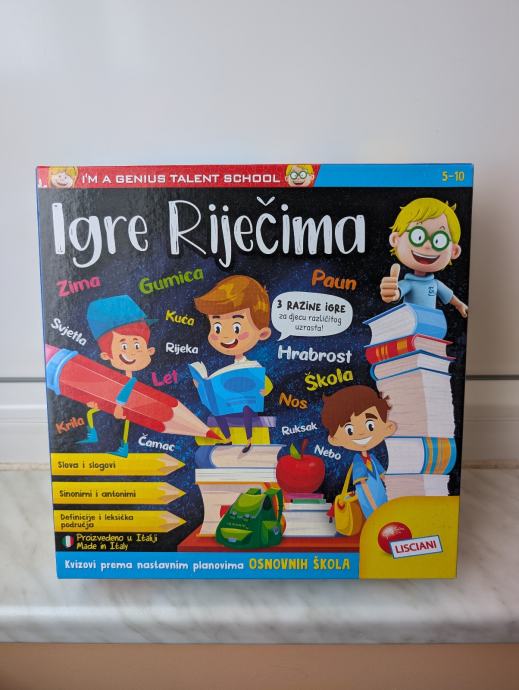 I'M A GENIUS TALENT SCHOOL
5-10
Igre Riječima
Zima
Gumica
Paun
3 RAZINE IGRE
za djecu različitog
uzrasta!
Svjetla
Kuća
Rijeka
Hrabrost
Let
Škola
Nos
Krila
Čamac
Ruksak
Nebo
Slova i slogovi
Sinonimi i antonimi
Definicije i leksička
područja
Proizvedeno u Italiji
Made in Italy
LISCIANI
Kvizovi prema nastavnim planovima OSNOVNIH ŠKOLA